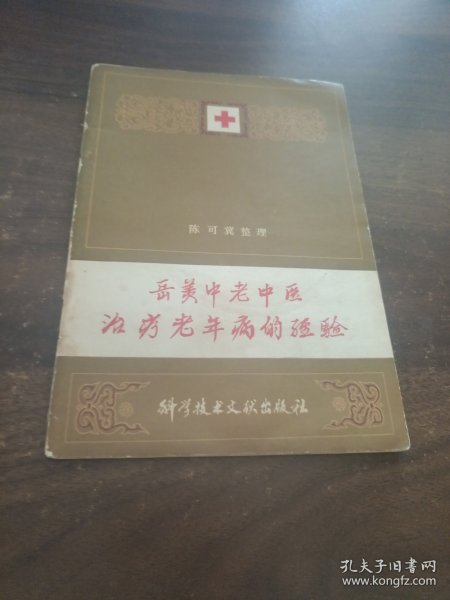 陈可冀整理
岳美中老中医
治疗老年病的经验
科学技术文献出版社
孔夫子旧书网
www.kongfz.com